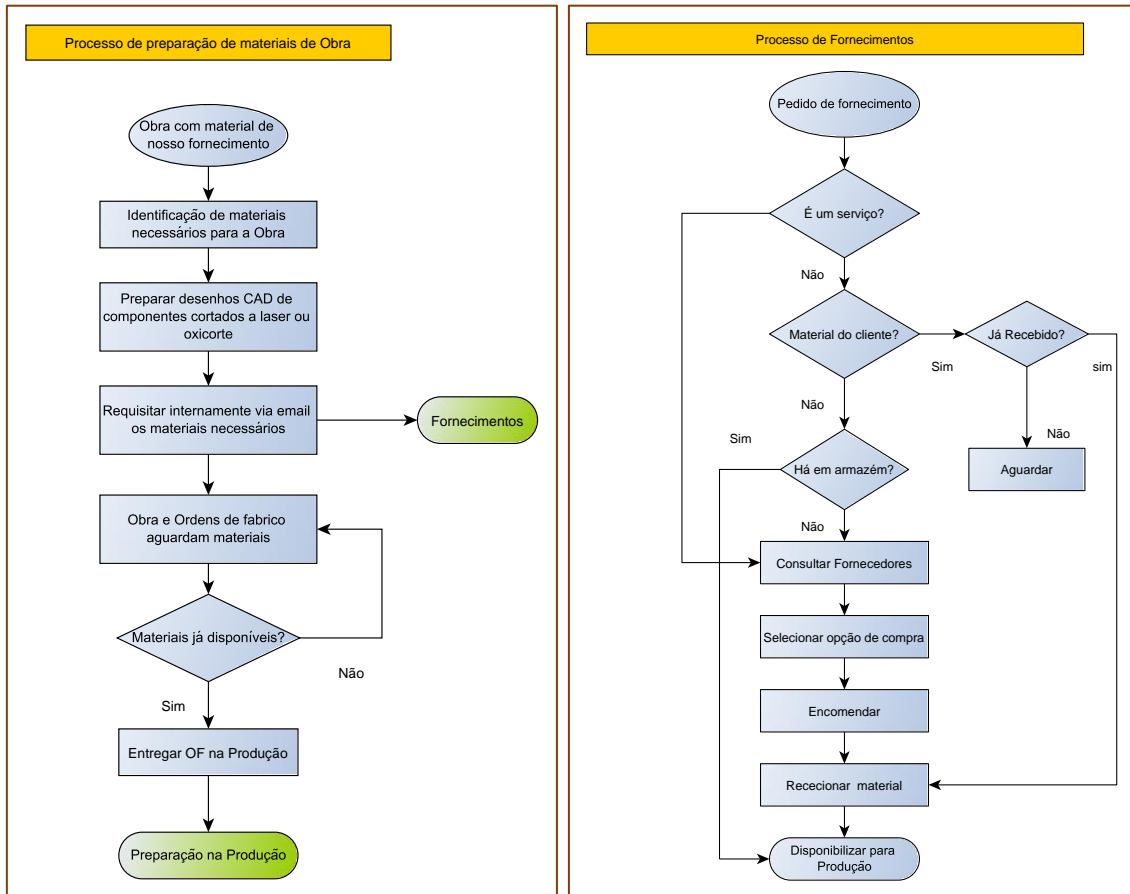 Processo de preparação de materiais de Obra
Obra com material de
nosso fornecimento
Identificação de materiais
necessários para a Obra
Preparar desenhos CAD de
componentes cortados a laser ou
oxicorte
Requisitar internamente via email
os materiais necessários
Fornecimentos
Obra e Ordens de fabrico
aguardam materiais
Materiais já disponíveis?
Não
Sim
Entregar OF na Produção
Preparação na Produção
Processo de Fornecimentos
Pedido de fornecimento
É um serviço?
Não
Material do cliente?
Já Recebido?
Sim
sim
Não
Sim
Não
Há em armazém?
Aguardar
Não
Consultar Fornecedores
Selecionar opção de compra
Encomendar
Rececionar material
Disponibilizar para
Produção